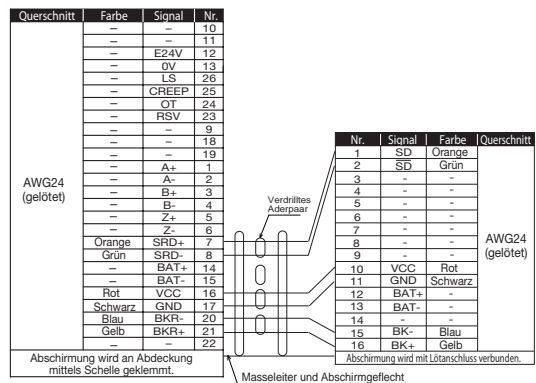 Querschnitt Farbe Signal Nr.
– – 10
– – 11
– E24V 12
– 0V 13
– LS 26
– CREEP 25
– OT 24
– RSV 23
– – 9
– – 18
– – 19
– A+ 1
– A- 2
– B+ 3
– B- 4
– Z+ 5
– Z- 6
Orange SRD+ 7
Grün SRD- 8
– BAT+ 14
– BAT- 15
Rot VCC 16
Schwarz GND 17
Blau BKR- 20
Gelb BKR+ 21
– – 22
AWG24
(gelötet)
Abschirmung wird an Abdeckung
mittels Schelle geklemmt.
Verdrilltes
Aderpaar
Nr. Signal Farbe Querschnitt
1 SD Orange
2 S̅D̅ Grün
3 - -
4 - -
5 - -
6 - -
7 - -
8 - -
9 - -
10 VCC Rot
11 GND Schwarz
12 BAT+ -
13 BAT- -
14 - -
15 BK- Blau
16 BK+ Gelb
AWG24
(gelötet)
Abschirmung wird mit Lötanschluss verbunden.
Masseleiter und Abschirmgeflecht